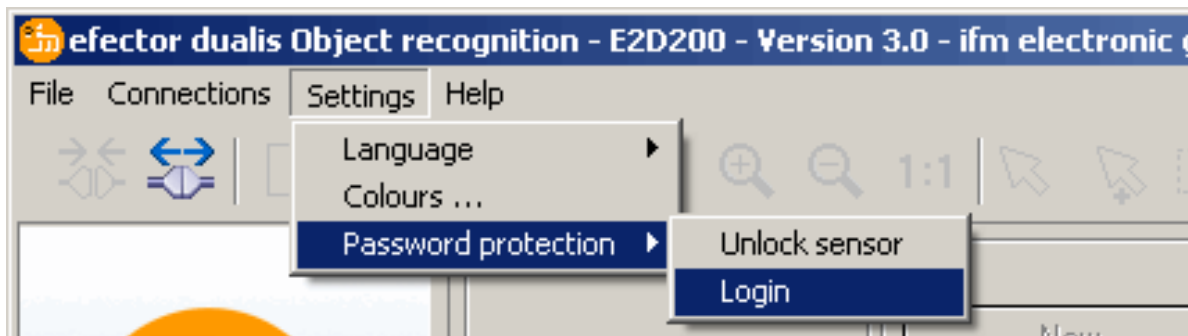 efector dualis Object recognition - E2D200 - Version 3.0 - ifm electronic
File Connections Settings Help
Language
1:1
Colours ...
Password protection
Unlock sensor
Login
New